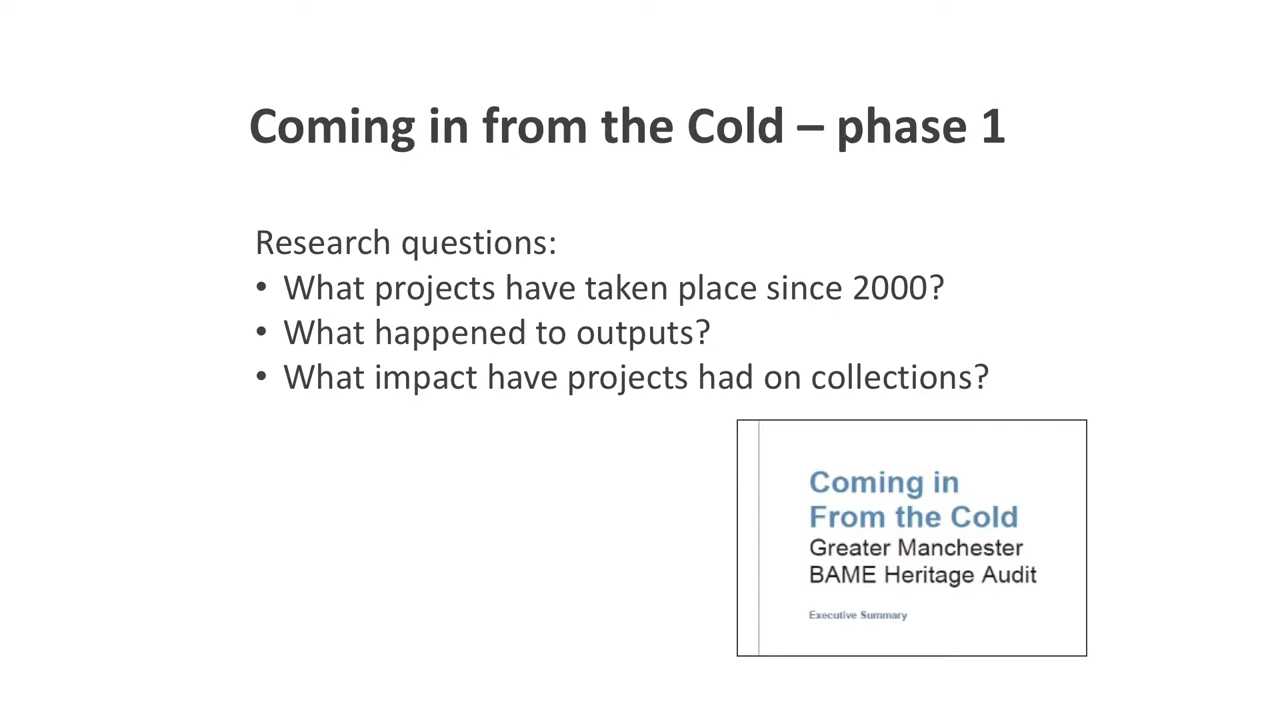 Coming in from the Cold – phase 1
Research questions:
• What projects have taken place since 2000?
• What happened to outputs?
• What impact have projects had on collections?
Coming in
From the Cold
Greater Manchester
BAME Heritage Audit
Executive Summary